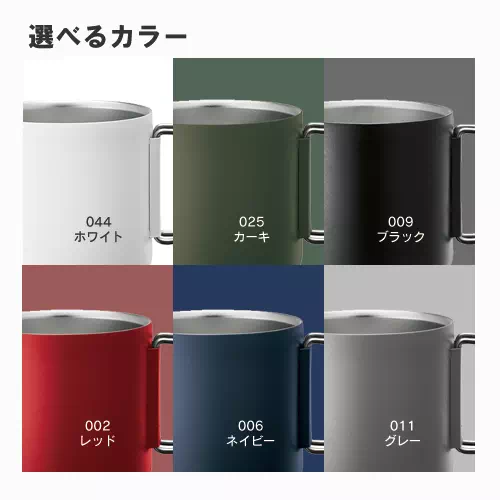 選べるカラー
044
ホワイト
025
カーキ
009
ブラック
002
レッド
006
ネイビー
011
グレー